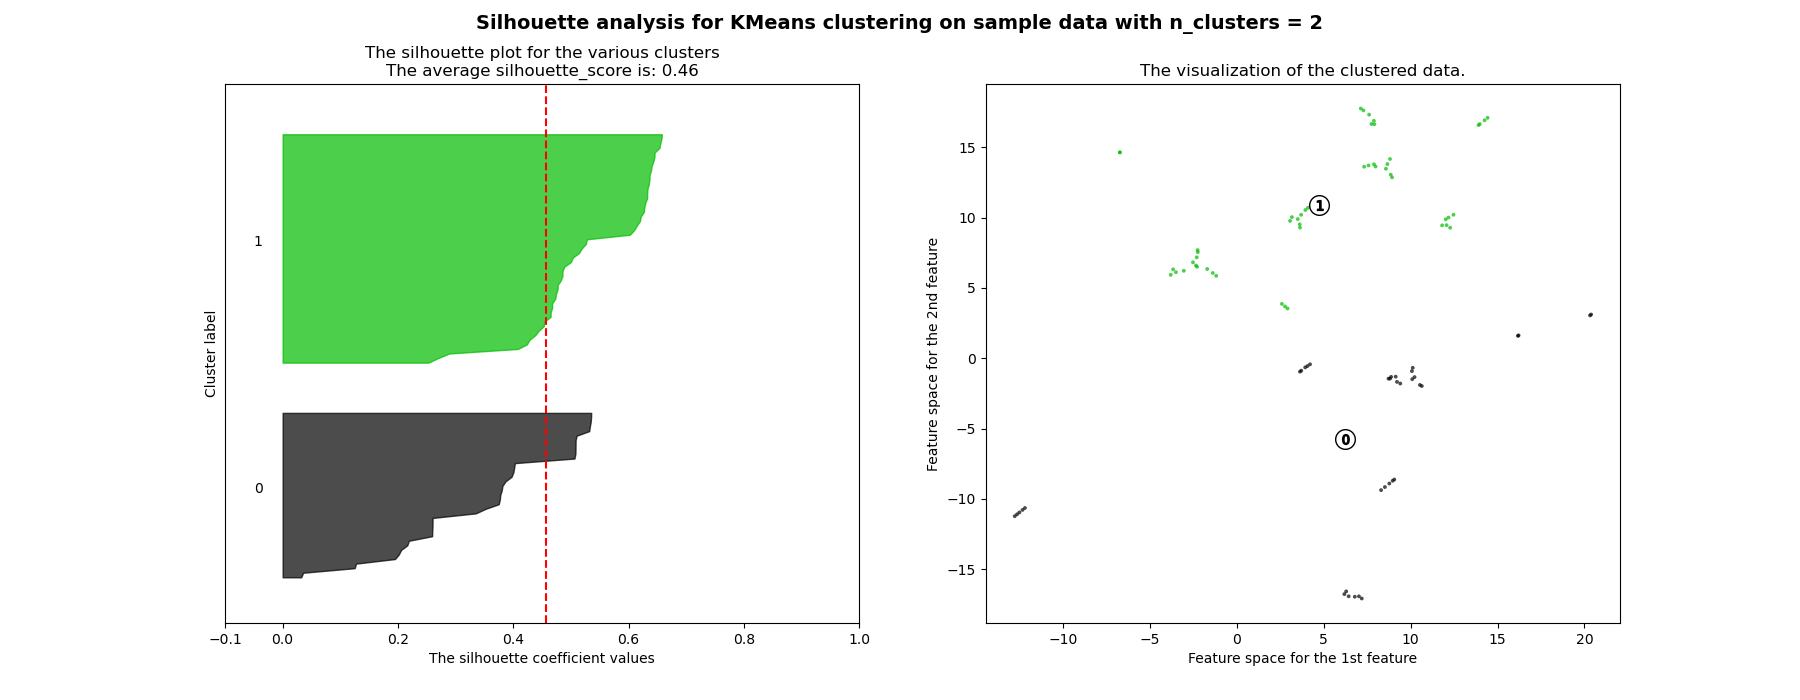 Silhouette analysis for KMeans clustering on sample data with n_clusters = 2
The silhouette plot for the various clusters
The average silhouette_score is: 0.46
1
0
Cluster label
−0.1 0.0 0.2 0.4 0.6 0.8 1.0
The silhouette coefficient values
The visualization of the clustered data.
15
10
5
0
−5
−10
−15
Feature space for the 2nd feature
1
0
−10 −5 0 5 10 15 20
Feature space for the 1st feature